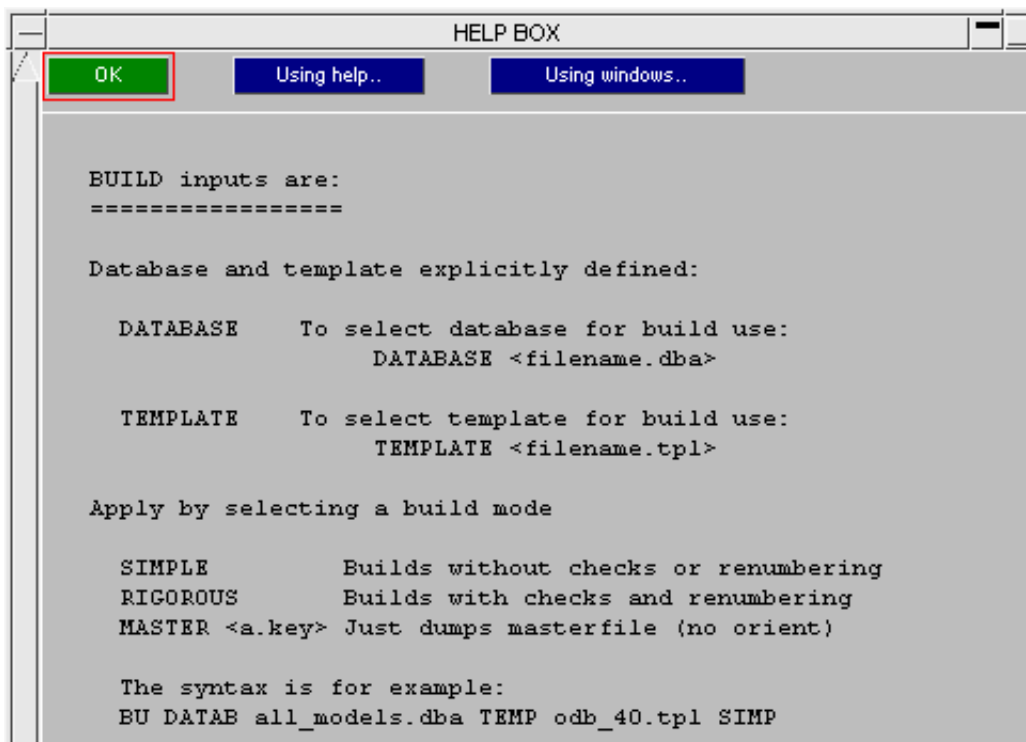 HELP BOX
OK Using help.. Using windows..
BUILD inputs are:
=================
Database and template explicitly defined:
DATABASE To select database for build use:
DATABASE <filename.dba>
TEMPLATE To select template for build use:
TEMPLATE <filename.tpl>
Apply by selecting a build mode
SIMPLE Builds without checks or renumbering
RIGOROUS Builds with checks and renumbering
MASTER <a.key> Just dumps masterfile (no orient)
The syntax is for example:
BU DATAB all_models.dba TEMP odb_40.tpl SIMP